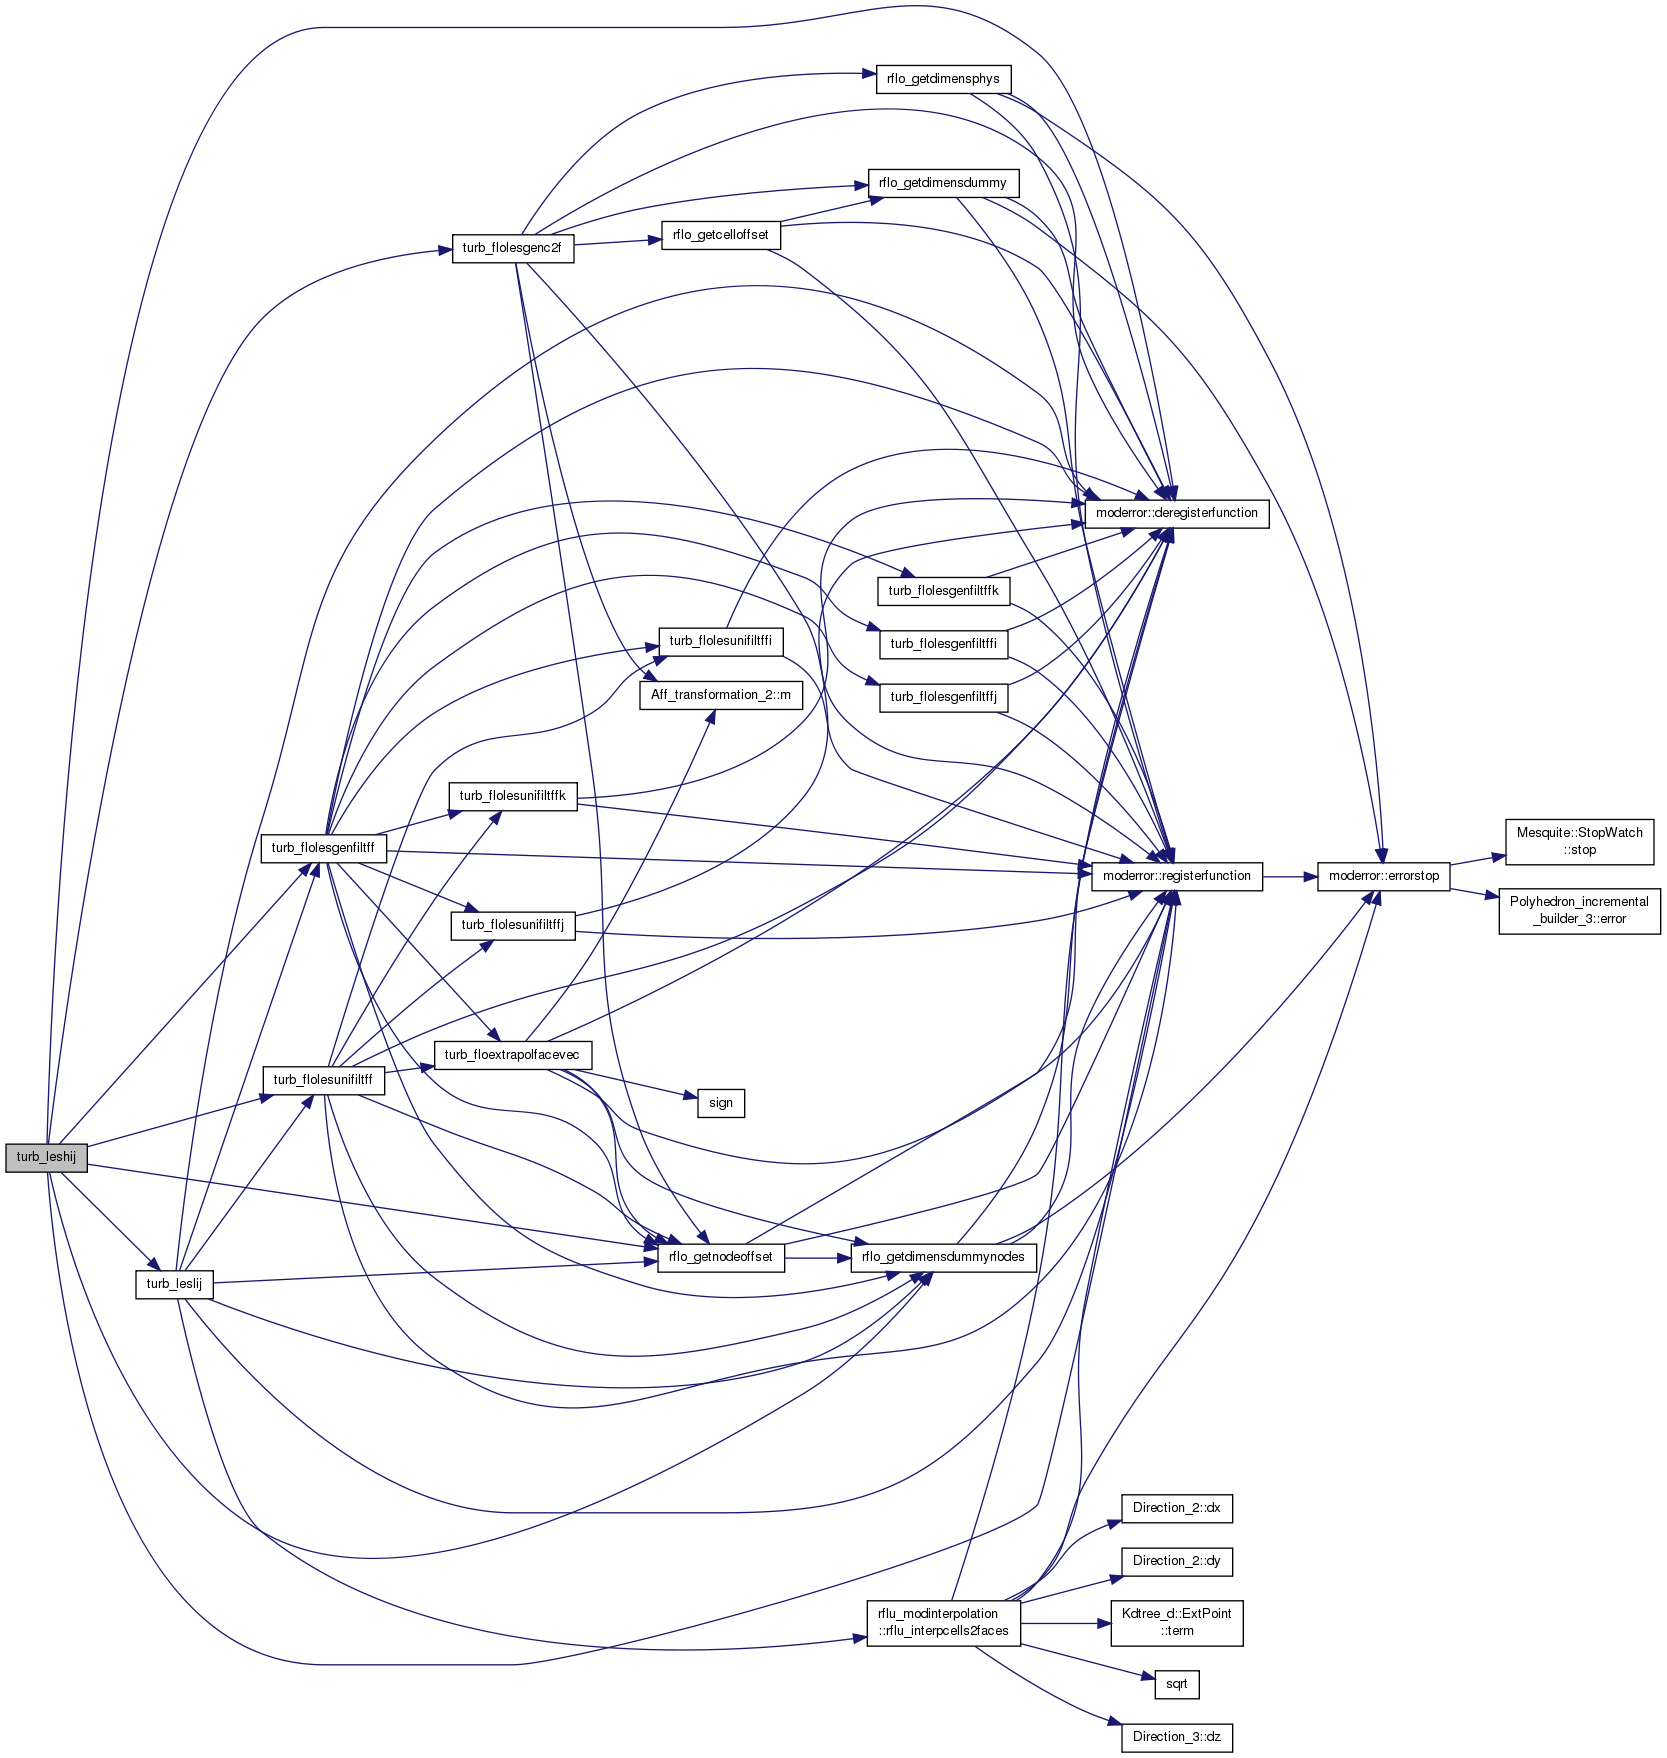 rflo_getdimensphys
rflo_getdimensdummy
rflo_getcelloffset
turb_flolesgenc2f
moderror::deregisterfunction
turb_flolesgenfiltffk
turb_flolesunifiltffi
turb_flolesgenfiltffi
Aff_transformation_2::m
turb_flolesgenfiltffj
turb_flolesunifiltffk
turb_flolesgenfiltff
Mesquite::StopWatch
::stop
moderror::registerfunction
moderror::errorstop
Polyhedron_incremental
_builder_3::error
turb_flolesunifiltffj
turb_floextrapolfacevec
turb_flolesunifiltff
sign
turb_leshij
rflo_getnodeoffset
rflo_getdimensdummynodes
turb_leslij
Direction_2::dx
Direction_2::dy
rflu_modinterpolation
::rflu_interpcells2faces
Kdtree_d::ExtPoint
::term
sqrt
Direction_3::dz